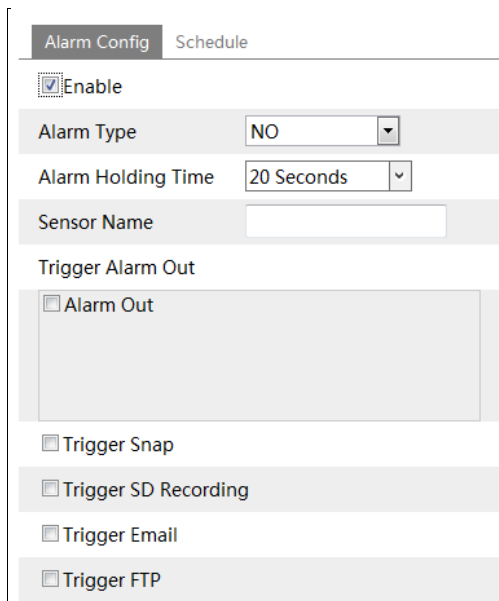 Alarm Config Schedule
Enable
Alarm Type NO
Alarm Holding Time 20 Seconds
Sensor Name
Trigger Alarm Out
Alarm Out
Trigger Snap
Trigger SD Recording
Trigger Email
Trigger FTP